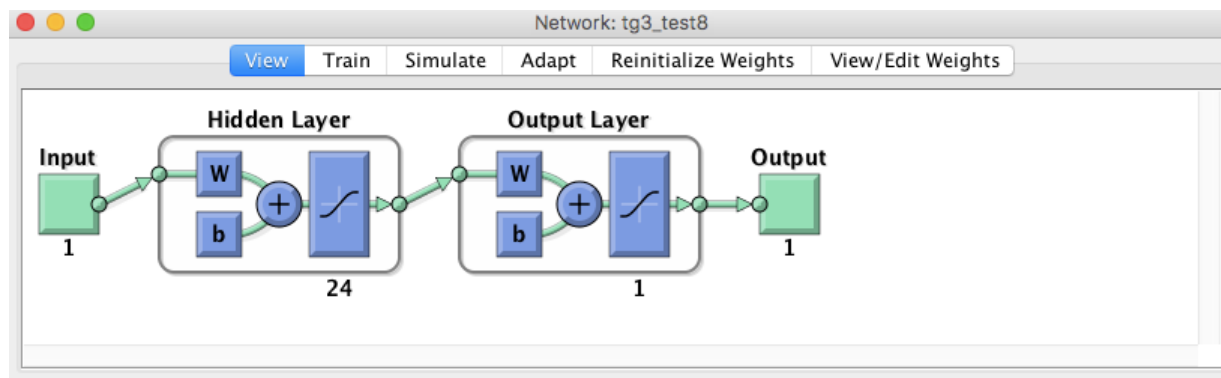 Network: tg3_test8
View Train Simulate Adapt Reinitialize Weights View/Edit Weights
Hidden Layer Output Layer
Input Output
W W
+ +
b b
1 1
24 1